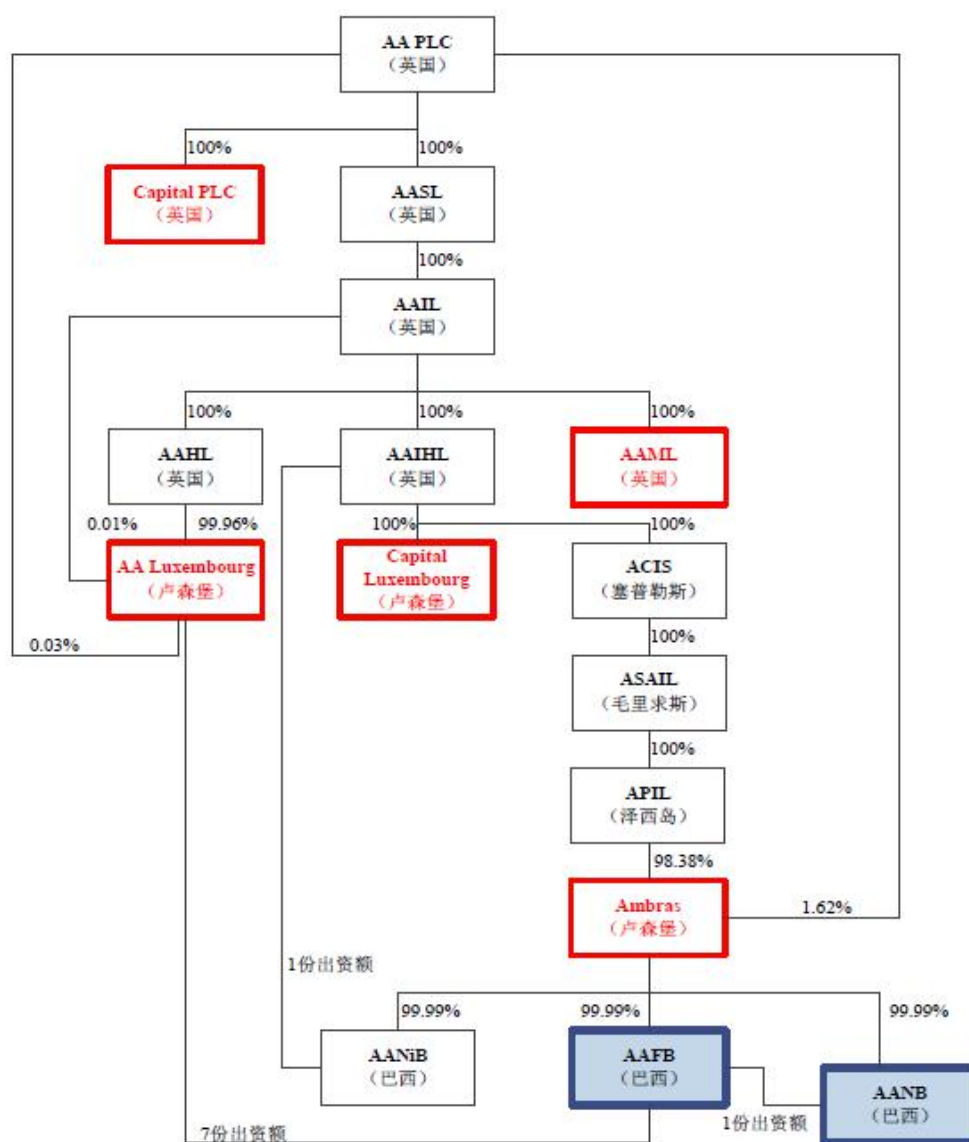 AA PLC
（英国）
100%
100%
Capital PLC
（英国）
AASL
（英国）
100%
AAIL
（英国）
100%
100%
100%
AAHL
（英国）
AAIHL
（英国）
AAML
（英国）
0.01%
99.96%
100%
100%
AA Luxembourg
（卢森堡）
Capital
Luxembourg
（卢森堡）
ACIS
（塞普勒斯）
0.03%
100%
ASAIL
（毛里求斯）
100%
APIL
（泽西岛）
98.38%
Ambras
（卢森堡）
1.62%
1份出资额
99.99%
99.99%
99.99%
AANiB
（巴西）
AAFB
（巴西）
AANB
（巴西）
1份出资额
7份出资额